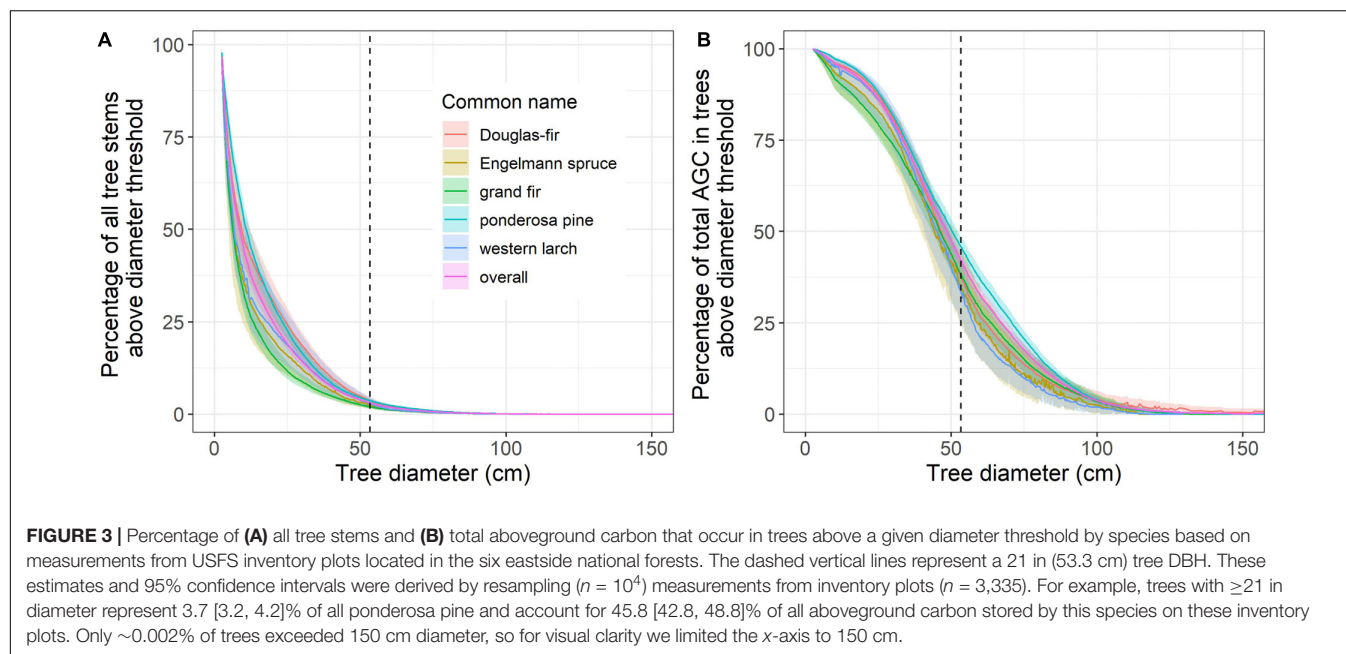 A
Percentage of all tree stems
above diameter threshold
100
75
50
25
0
0 50 100 150
Tree diameter (cm)
Common name
Douglas-fir
Engelmann spruce
grand fir
ponderosa pine
western larch
overall
B
Percentage of total AGC in trees
above diameter threshold
100
75
50
25
0
0 50 100 150
Tree diameter (cm)
FIGURE 3 | Percentage of (A) all tree stems and (B) total aboveground carbon that occur in trees above a given diameter threshold by species based on
measurements from USFS inventory plots located in the six eastside national forests. The dashed vertical lines represent a 21 in (53.3 cm) tree DBH. These
estimates and 95% confidence intervals were derived by resampling (n = 10⁴) measurements from inventory plots (n = 3,335). For example, trees with ≥21 in
diameter represent 3.7 [3.2, 4.2]% of all ponderosa pine and account for 45.8 [42.8, 48.8]% of all aboveground carbon stored by this species on these inventory
plots. Only ~0.002% of trees exceeded 150 cm diameter, so for visual clarity we limited the x-axis to 150 cm.